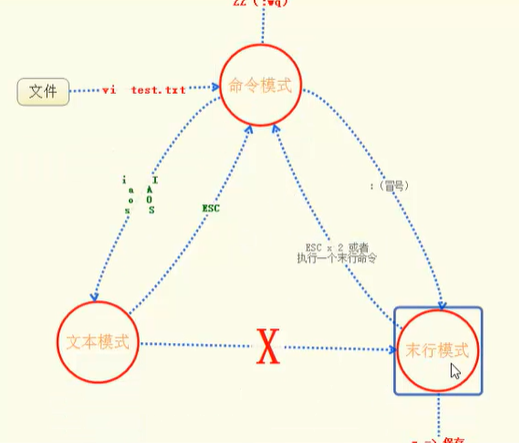 ZZ (:wq)
命令模式
文件
vi test.txt
i I
a A
o O
s S
ESC
:(冒号)
ESC x 2 或者
执行一个末行命令
文本模式
X
末行模式
保存